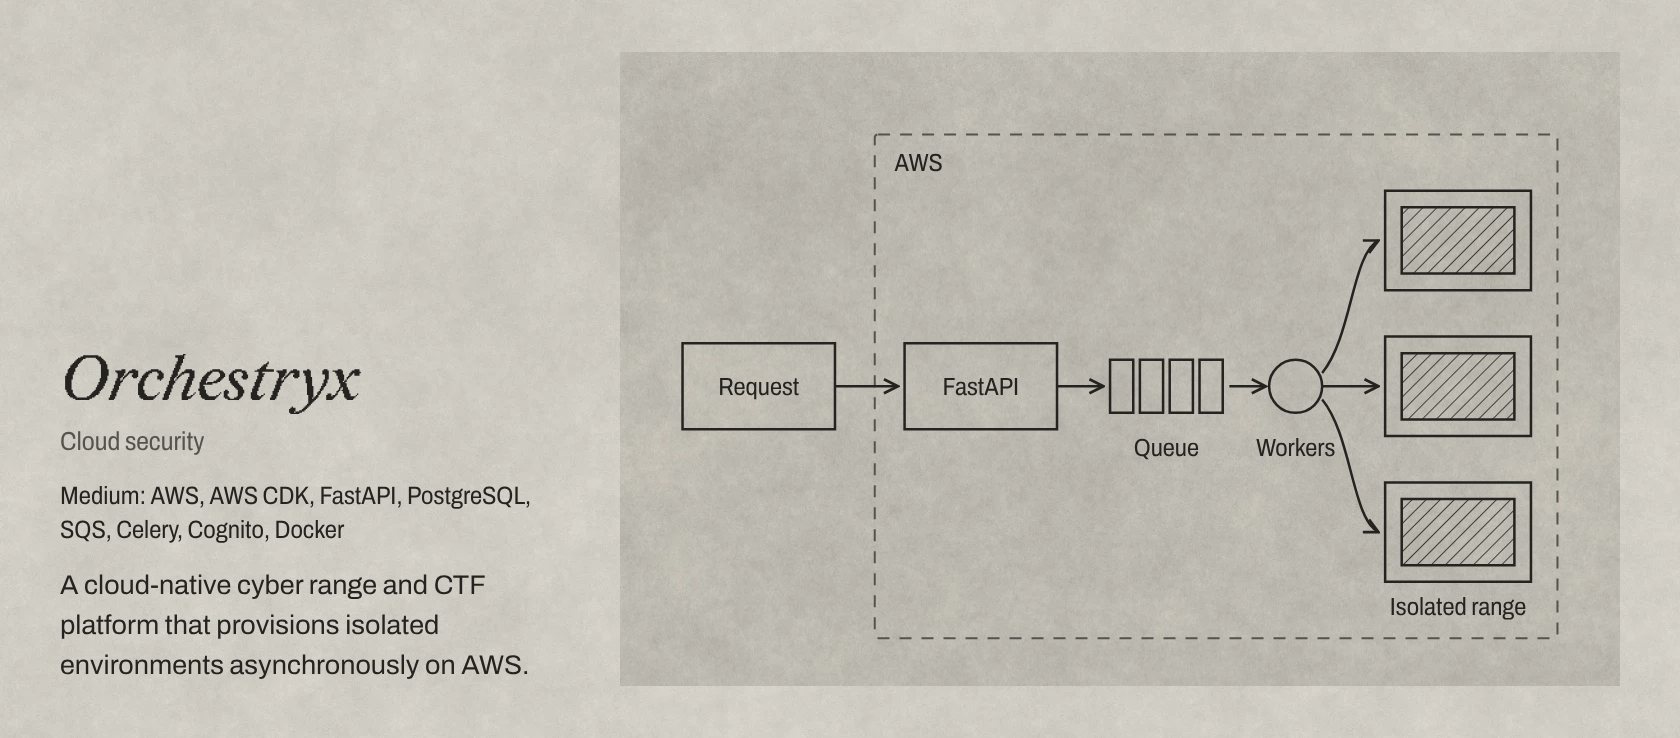 Orchestryx
Cloud security
Medium: AWS, AWS CDK, FastAPI, PostgreSQL,
SQS, Celery, Cognito, Docker
A cloud-native cyber range and CTF
platform that provisions isolated
environments asynchronously on AWS.
AWS
Request
FastAPI
Queue
Workers
Isolated range